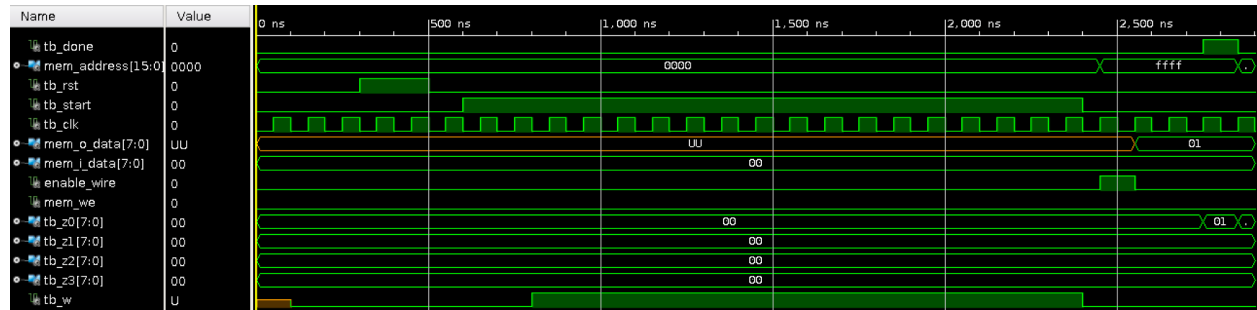 Name Value
0 ns 500 ns 1,000 ns 1,500 ns 2,000 ns 2,500 ns
tb_done 0
mem_address[15:0] 0000 0000 ffff .
tb_rst 0
tb_start 0
tb_clk 0
mem_o_data[7:0] UU UU 01
mem_i_data[7:0] 00 00
enable_wire 0
mem_we 0
tb_z0[7:0] 00 00 01 .
tb_z1[7:0] 00 00
tb_z2[7:0] 00 00
tb_z3[7:0] 00 00
tb_w U